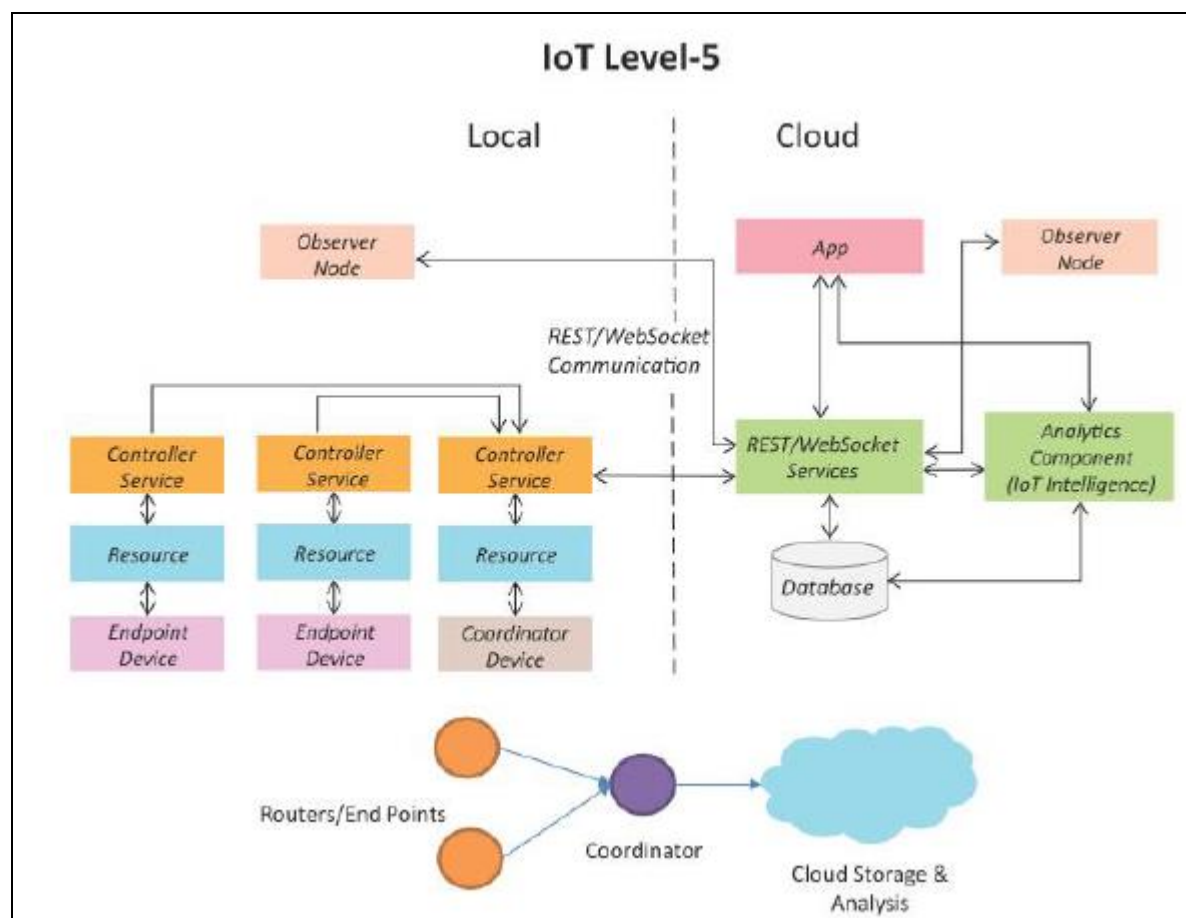 IoT Level-5
Local
Cloud
Observer
Node
App
Observer
Node
REST/WebSocket
Communication
Controller
Service
Controller
Service
Controller
Service
REST/WebSocket
Services
Analytics
Component
(IoT Intelligence)
Resource
Resource
Resource
Database
Endpoint
Device
Endpoint
Device
Coordinator
Device
Routers/End Points
Coordinator
Cloud Storage &
Analysis